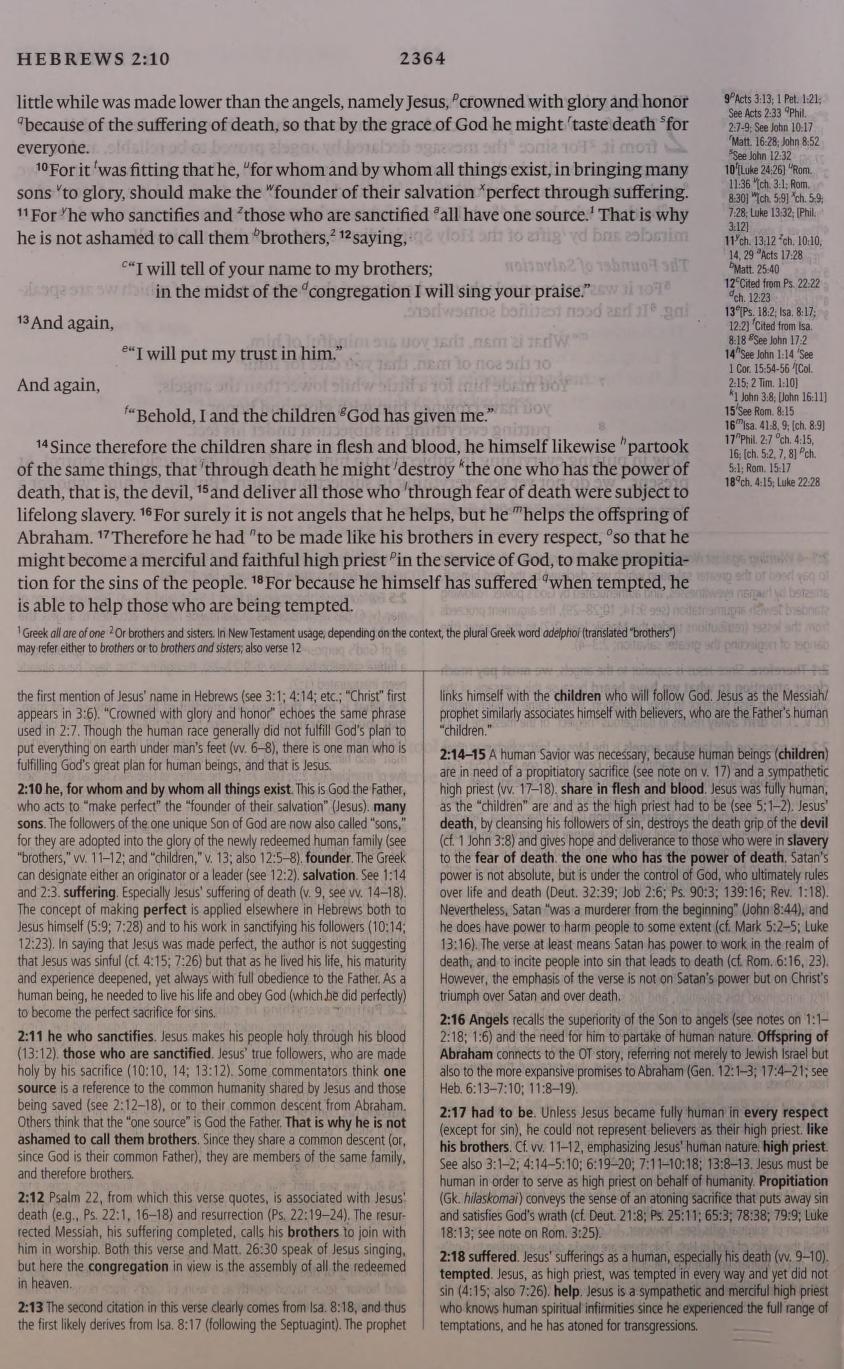 HEBREWS 2:10
2364
little while was made lower than the angels, namely Jesus, pcrowned with glory and honor
qbecause of the suffering of death, so that by the grace of God he might rtaste death sfor
everyone.
10 For it twas fitting that he, ufor whom and by whom all things exist, in bringing many
sons vto glory, should make the wfounder of their salvation xperfect through suffering.
11 For yhe who sanctifies and zthose who are sanctified aall have one source.1 That is why
he is not ashamed to call them bbrothers,2 12 saying,
c“I will tell of your name to my brothers;
in the midst of the dcongregation I will sing your praise.”
13 And again,
e“I will put my trust in him.”
And again,
f“Behold, I and the children gGod has given me.”
14 Since therefore the children share in flesh and blood, he himself likewise hpartook
of the same things, that ithrough death he might jdestroy kthe one who has the power of
death, that is, the devil, 15 and deliver all those who lthrough fear of death were subject to
lifelong slavery. 16 For surely it is not angels that he helps, but he mhelps the offspring of
Abraham. 17 Therefore he had nto be made like his brothers in every respect, oso that he
might become a merciful and faithful high priest pin the service of God, to make propitia-
tion for the sins of the people. 18 For because he himself has suffered qwhen tempted, he
is able to help those who are being tempted.
9 pActs 3:13; 1 Pet. 1:21;
See Acts 2:33 qPhil.
2:7-9; See John 10:17
rMatt. 16:28; John 8:52
sSee John 12:32
10 t[Luke 24:26] uRom.
11:36 v[ch. 3:1; Rom.
8:30] w[ch. 5:9] xch. 5:9;
7:28; Luke 13:32; [Phil.
3:12]
11 ych. 13:12 zch. 10:10,
14, 29 aActs 17:28
bMatt. 25:40
12 cCited from Ps. 22:22
dch. 12:23
13 e[Ps. 18:2; Isa. 8:17;
12:2] fCited from Isa.
8:18 gSee John 17:2
14 hSee John 1:14 iSee
1 Cor. 15:54-56 j[Col.
2:15; 2 Tim. 1:10]
k1 John 3:8; [John 16:11]
15 lSee Rom. 8:15
16 mIsa. 41:8, 9; [ch. 8:9]
17 nPhil. 2:7 och. 4:15,
16; [ch. 5:2, 7, 8] pch.
5:1; Rom. 15:17
18 qch. 4:15; Luke 22:28
1 Greek all are of one 2 Or brothers and sisters. In New Testament usage, depending on the context, the plural Greek word adelphoi (translated “brothers”)
may refer either to brothers or to brothers and sisters; also verse 12
the first mention of Jesus’ name in Hebrews (see 3:1; 4:14; etc.; “Christ” first
appears in 3:6). “Crowned with glory and honor” echoes the same phrase
used in 2:7. Though the human race generally did not fulfill God’s plan to
put everything on earth under man’s feet (vv. 6–8), there is one man who is
fulfilling God’s great plan for human beings, and that is Jesus.
2:10 he, for whom and by whom all things exist. This is God the Father,
who acts to “make perfect” the “founder of their salvation” (Jesus). many
sons. The followers of the one unique Son of God are now also called “sons,”
for they are adopted into the glory of the newly redeemed human family (see
“brothers,” vv. 11–12; and “children,” v. 13; also 12:5–8). founder. The Greek
can designate either an originator or a leader (see 12:2). salvation. See 1:14
and 2:3. suffering. Especially Jesus’ suffering of death (v. 9, see vv. 14–18).
The concept of making perfect is applied elsewhere in Hebrews both to
Jesus himself (5:9; 7:28) and to his work in sanctifying his followers (10:14;
12:23). In saying that Jesus was made perfect, the author is not suggesting
that Jesus was sinful (cf. 4:15; 7:26) but that as he lived his life, his maturity
and experience deepened, yet always with full obedience to the Father. As a
human being, he needed to live his life and obey God (which he did perfectly)
to become the perfect sacrifice for sins.
2:11 he who sanctifies. Jesus makes his people holy through his blood
(13:12). those who are sanctified. Jesus’ true followers, who are made
holy by his sacrifice (10:10, 14; 13:12). Some commentators think one
source is a reference to the common humanity shared by Jesus and those
being saved (see 2:12–18), or to their common descent from Abraham.
Others think that the “one source” is God the Father. That is why he is not
ashamed to call them brothers. Since they share a common descent (or,
since God is their common Father), they are members of the same family,
and therefore brothers.
2:12 Psalm 22, from which this verse quotes, is associated with Jesus’
death (e.g., Ps. 22:1, 16–18) and resurrection (Ps. 22:19–24). The resur-
rected Messiah, his suffering completed, calls his brothers to join with
him in worship. Both this verse and Matt. 26:30 speak of Jesus singing,
but here the congregation in view is the assembly of all the redeemed
in heaven.
2:13 The second citation in this verse clearly comes from Isa. 8:18, and thus
the first likely derives from Isa. 8:17 (following the Septuagint). The prophet
links himself with the children who will follow God. Jesus as the Messiah/
prophet similarly associates himself with believers, who are the Father’s human
“children.”
2:14–15 A human Savior was necessary, because human beings (children)
are in need of a propitiatory sacrifice (see note on v. 17) and a sympathetic
high priest (vv. 17–18). share in flesh and blood. Jesus was fully human,
as the “children” are and as the high priest had to be (see 5:1–2). Jesus’
death, by cleansing his followers of sin, destroys the death grip of the devil
(cf. 1 John 3:8) and gives hope and deliverance to those who were in slavery
to the fear of death. the one who has the power of death. Satan’s
power is not absolute, but is under the control of God, who ultimately rules
over life and death (Deut. 32:39; Job 2:6; Ps. 90:3; 139:16; Rev. 1:18).
Nevertheless, Satan “was a murderer from the beginning” (John 8:44), and
he does have power to harm people to some extent (cf. Mark 5:2–5; Luke
13:16). The verse at least means Satan has power to work in the realm of
death, and to incite people into sin that leads to death (cf. Rom. 6:16, 23).
However, the emphasis of the verse is not on Satan’s power but on Christ’s
triumph over Satan and over death.
2:16 Angels recalls the superiority of the Son to angels (see notes on 1:1–
2:18; 1:6) and the need for him to partake of human nature. Offspring of
Abraham connects to the OT story, referring not merely to Jewish Israel but
also to the more expansive promises to Abraham (Gen. 12:1–3; 17:4–21; see
Heb. 6:13–7:10; 11:8–19).
2:17 had to be. Unless Jesus became fully human in every respect
(except for sin), he could not represent believers as their high priest. like
his brothers. Cf. vv. 11–12, emphasizing Jesus’ human nature. high priest.
See also 3:1–2; 4:14–5:10; 6:19–20; 7:11–10:18; 13:8–13. Jesus must be
human in order to serve as high priest on behalf of humanity. Propitiation
(Gk. hilaskomai) conveys the sense of an atoning sacrifice that puts away sin
and satisfies God’s wrath (cf. Deut. 21:8; Ps. 25:11; 65:3; 78:38; 79:9; Luke
18:13; see note on Rom. 3:25).
2:18 suffered. Jesus’ sufferings as a human, especially his death (vv. 9–10).
tempted. Jesus, as high priest, was tempted in every way and yet did not
sin (4:15; also 7:26). help. Jesus is a sympathetic and merciful high priest
who knows human spiritual infirmities since he experienced the full range of
temptations, and he has atoned for transgressions.